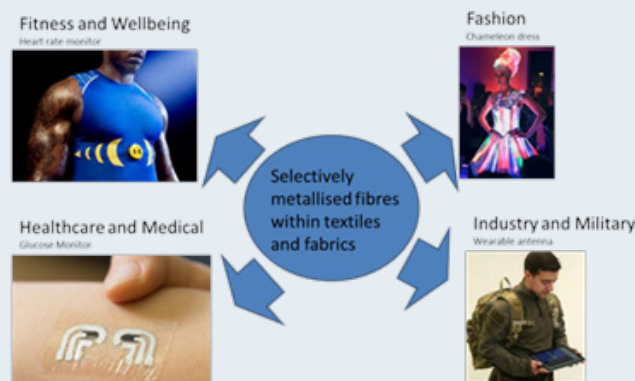 Fitness and Wellbeing
Heart rate monitor
Fashion
Chameleon dress
Selectively
metallised fibres
within textiles
and fabrics
Healthcare and Medical
Glucose Monitor
Industry and Military
Wearable antenna